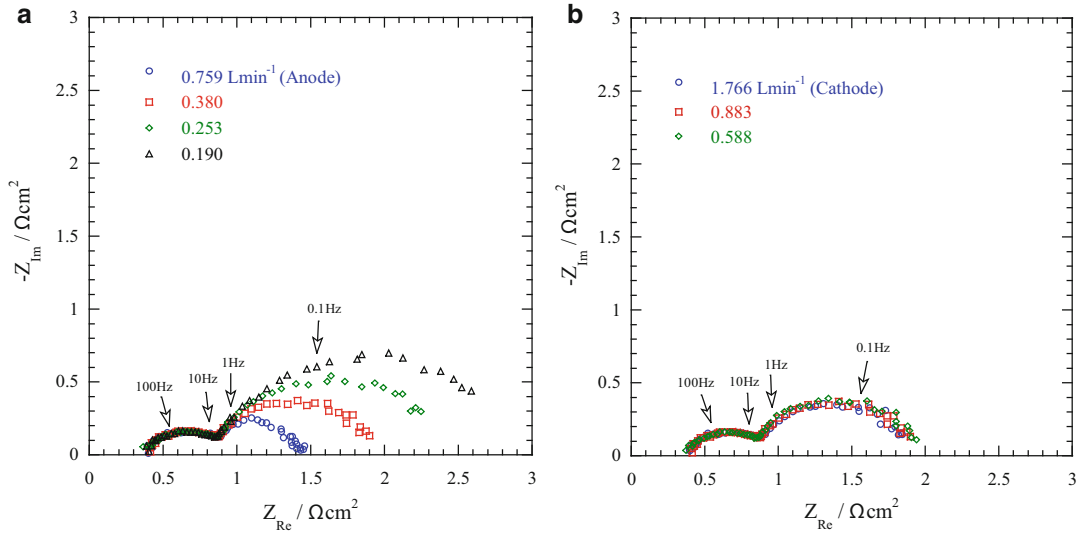 a
3
2.5
2
1.5
1
0.5
0
-Z_Im / Ωcm²
0.759 Lmin⁻¹ (Anode)
0.380
0.253
0.190
100Hz
10Hz
1Hz
0.1Hz
0 0.5 1 1.5 2 2.5 3
Z_Re / Ωcm²
b
3
2.5
2
1.5
1
0.5
0
-Z_Im / Ωcm²
1.766 Lmin⁻¹ (Cathode)
0.883
0.588
100Hz
10Hz
1Hz
0.1Hz
0 0.5 1 1.5 2 2.5 3
Z_Re / Ωcm²